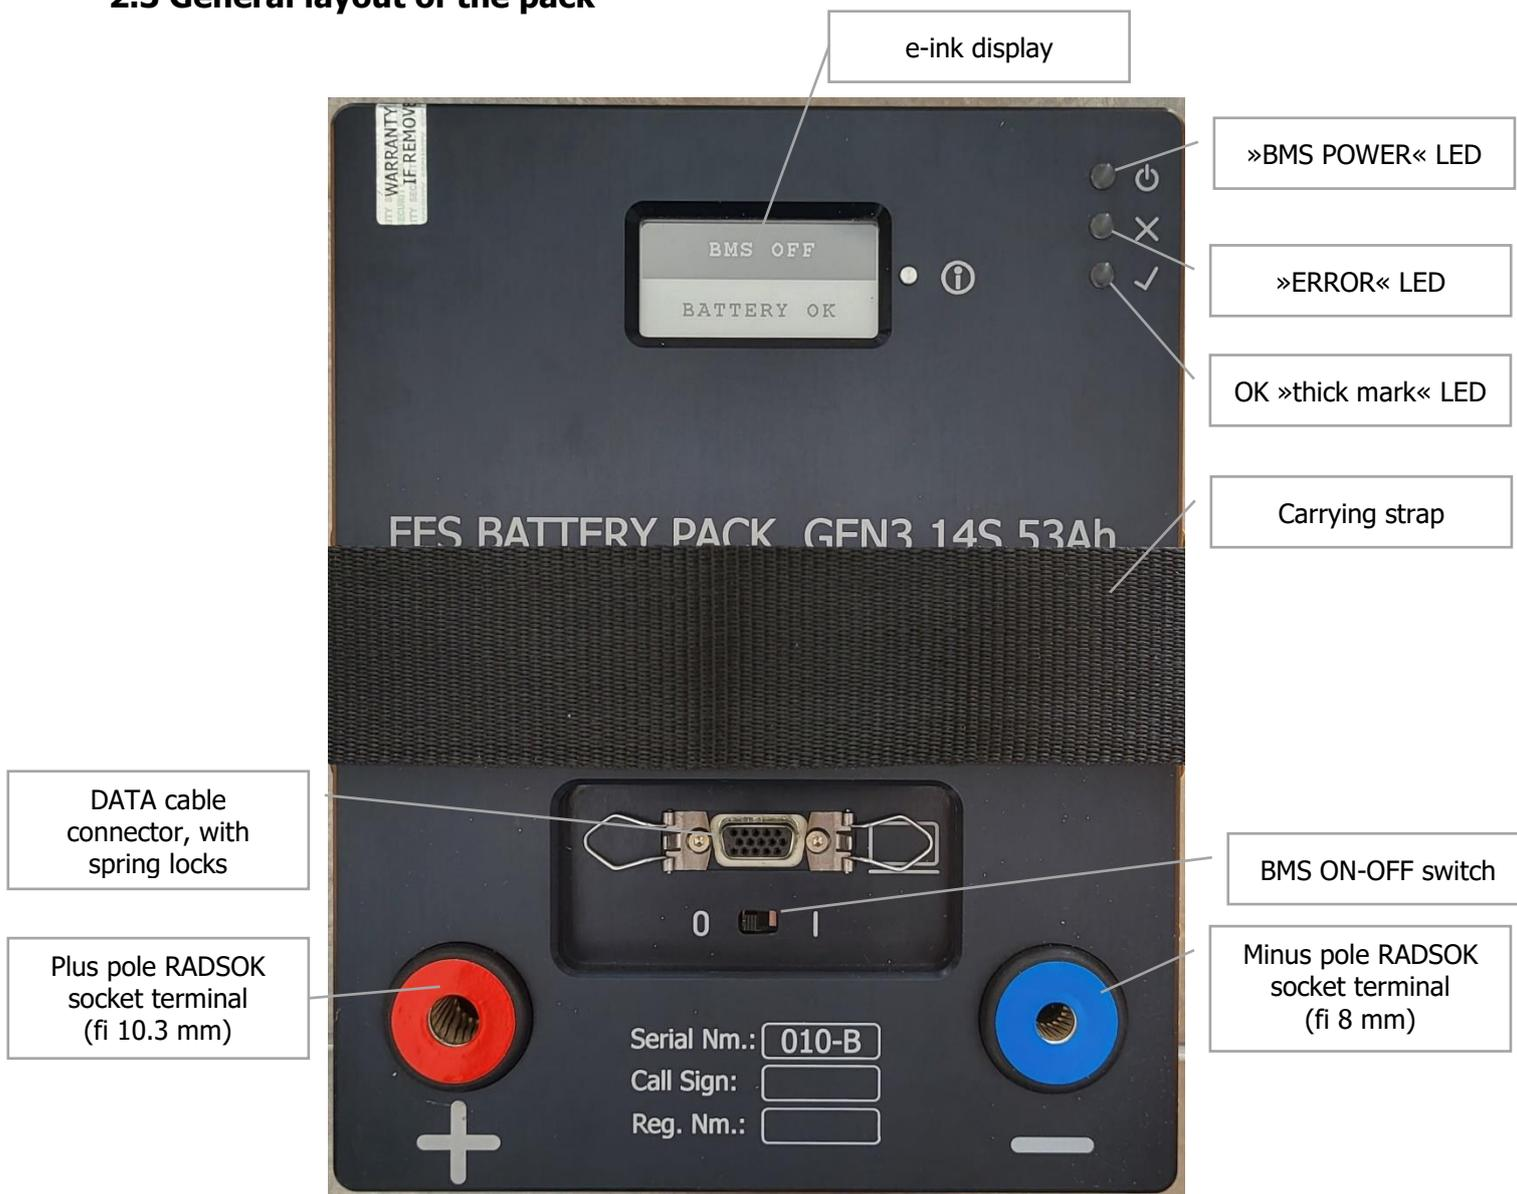 2.3 General layout of the pack
e-ink display
»BMS POWER« LED
WARRANTY
IF REMOVE
BMS OFF
»ERROR« LED
BATTERY OK
OK »thick mark« LED
Carrying strap
FES BATTERY PACK GEN3 14S 53Ah
DATA cable
connector, with
spring locks
BMS ON-OFF switch
0 I
Plus pole RADSOK
socket terminal
(fi 10.3 mm)
Minus pole RADSOK
socket terminal
(fi 8 mm)
Serial Nm.: 010-B
Call Sign:
Reg. Nm.: